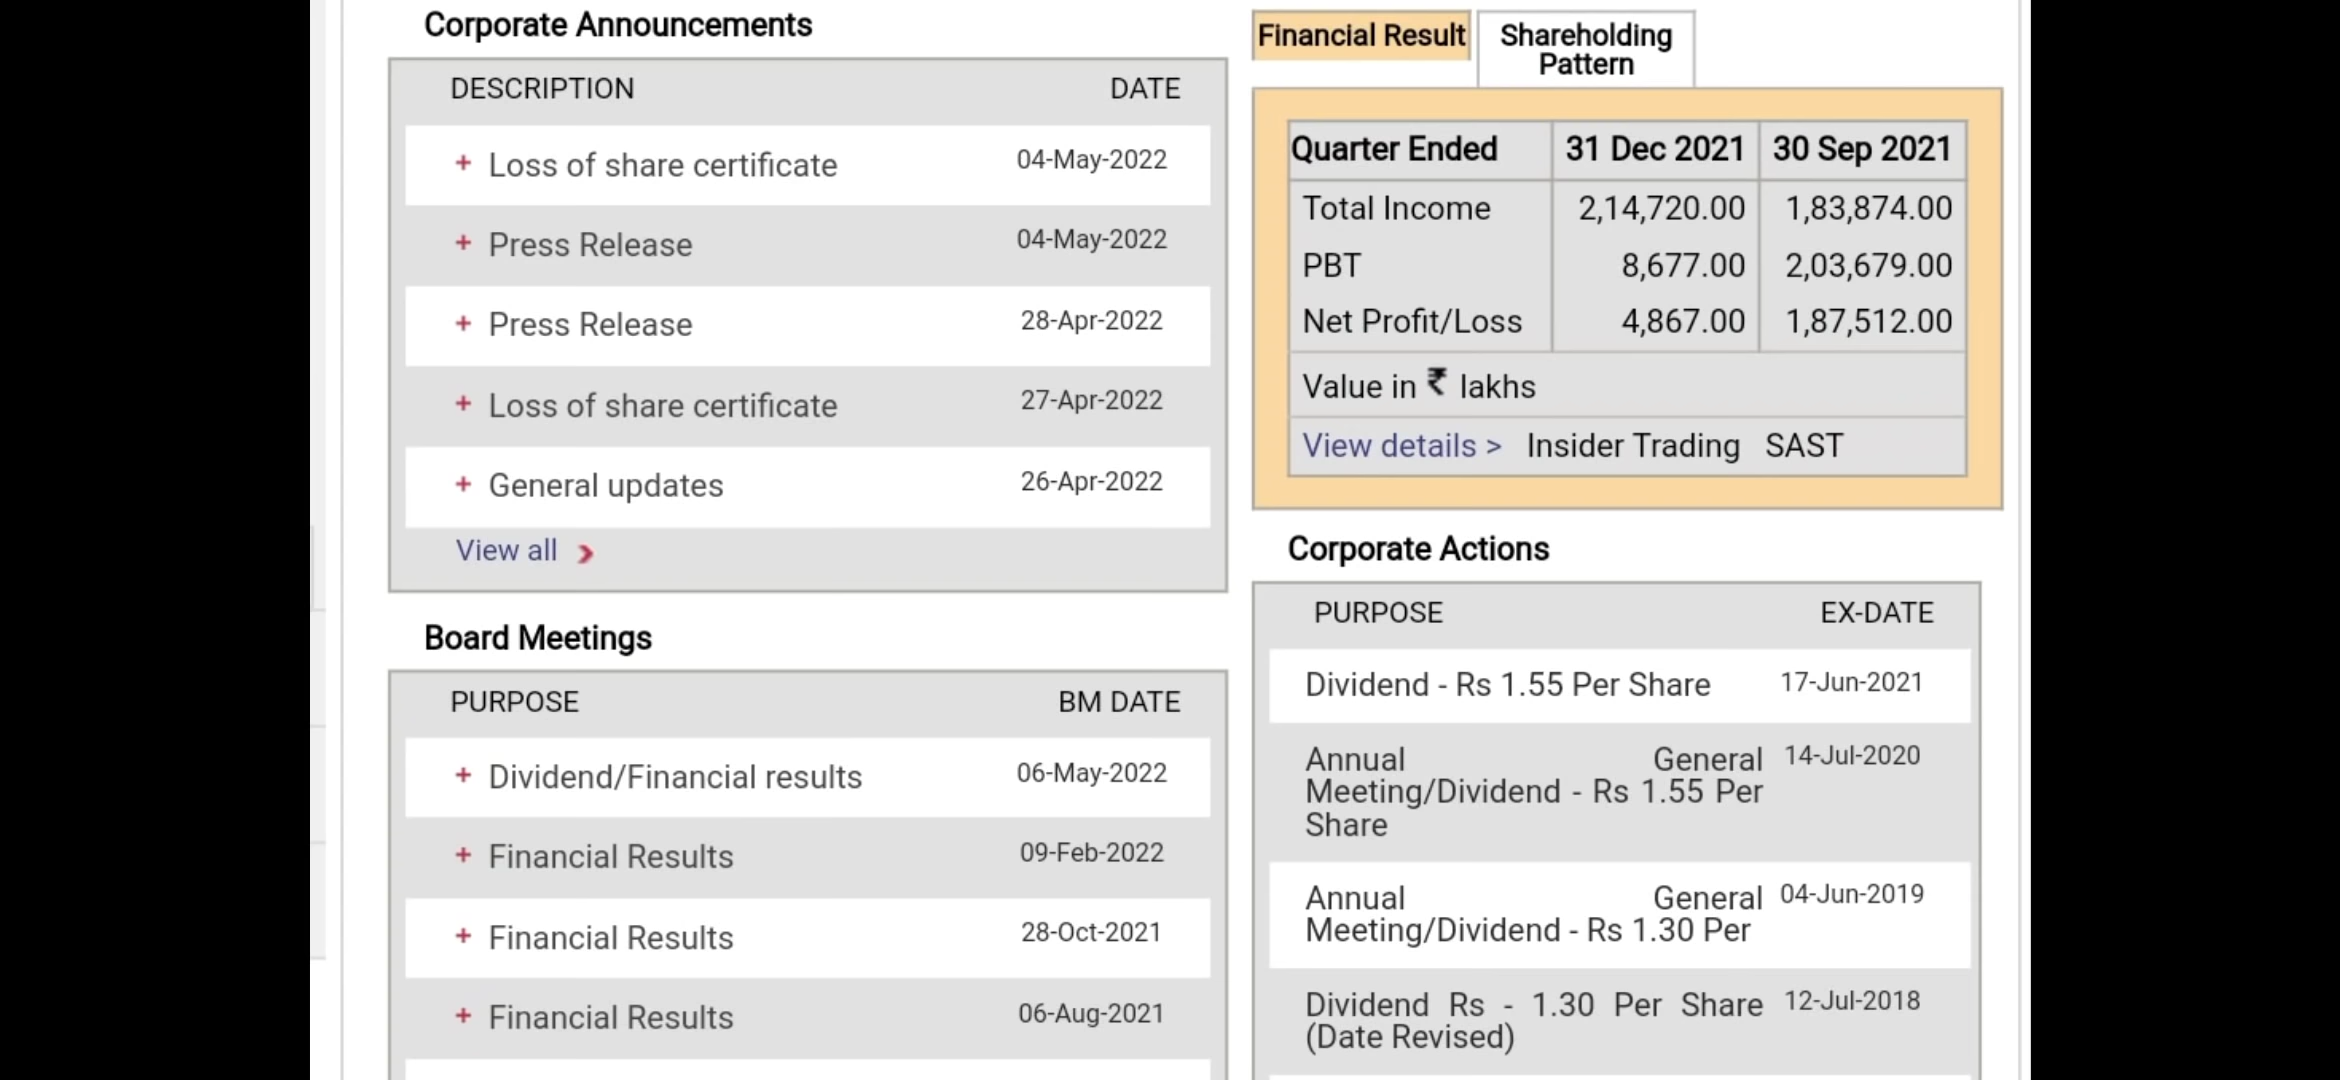 Corporate Announcements
DESCRIPTION DATE
+ Loss of share certificate 04-May-2022
+ Press Release 04-May-2022
+ Press Release 28-Apr-2022
+ Loss of share certificate 27-Apr-2022
+ General updates 26-Apr-2022
View all
Board Meetings
PURPOSE BM DATE
+ Dividend/Financial results 06-May-2022
+ Financial Results 09-Feb-2022
+ Financial Results 28-Oct-2021
+ Financial Results 06-Aug-2021
Financial Result
Shareholding
Pattern
Quarter Ended 31 Dec 2021 30 Sep 2021
Total Income 2,14,720.00 1,83,874.00
PBT 8,677.00 2,03,679.00
Net Profit/Loss 4,867.00 1,87,512.00
Value in ₹ lakhs
View details > Insider Trading SAST
Corporate Actions
PURPOSE EX-DATE
Dividend - Rs 1.55 Per Share 17-Jun-2021
Annual General 14-Jul-2020
Meeting/Dividend - Rs 1.55 Per
Share
Annual General 04-Jun-2019
Meeting/Dividend - Rs 1.30 Per
Dividend Rs - 1.30 Per Share 12-Jul-2018
(Date Revised)